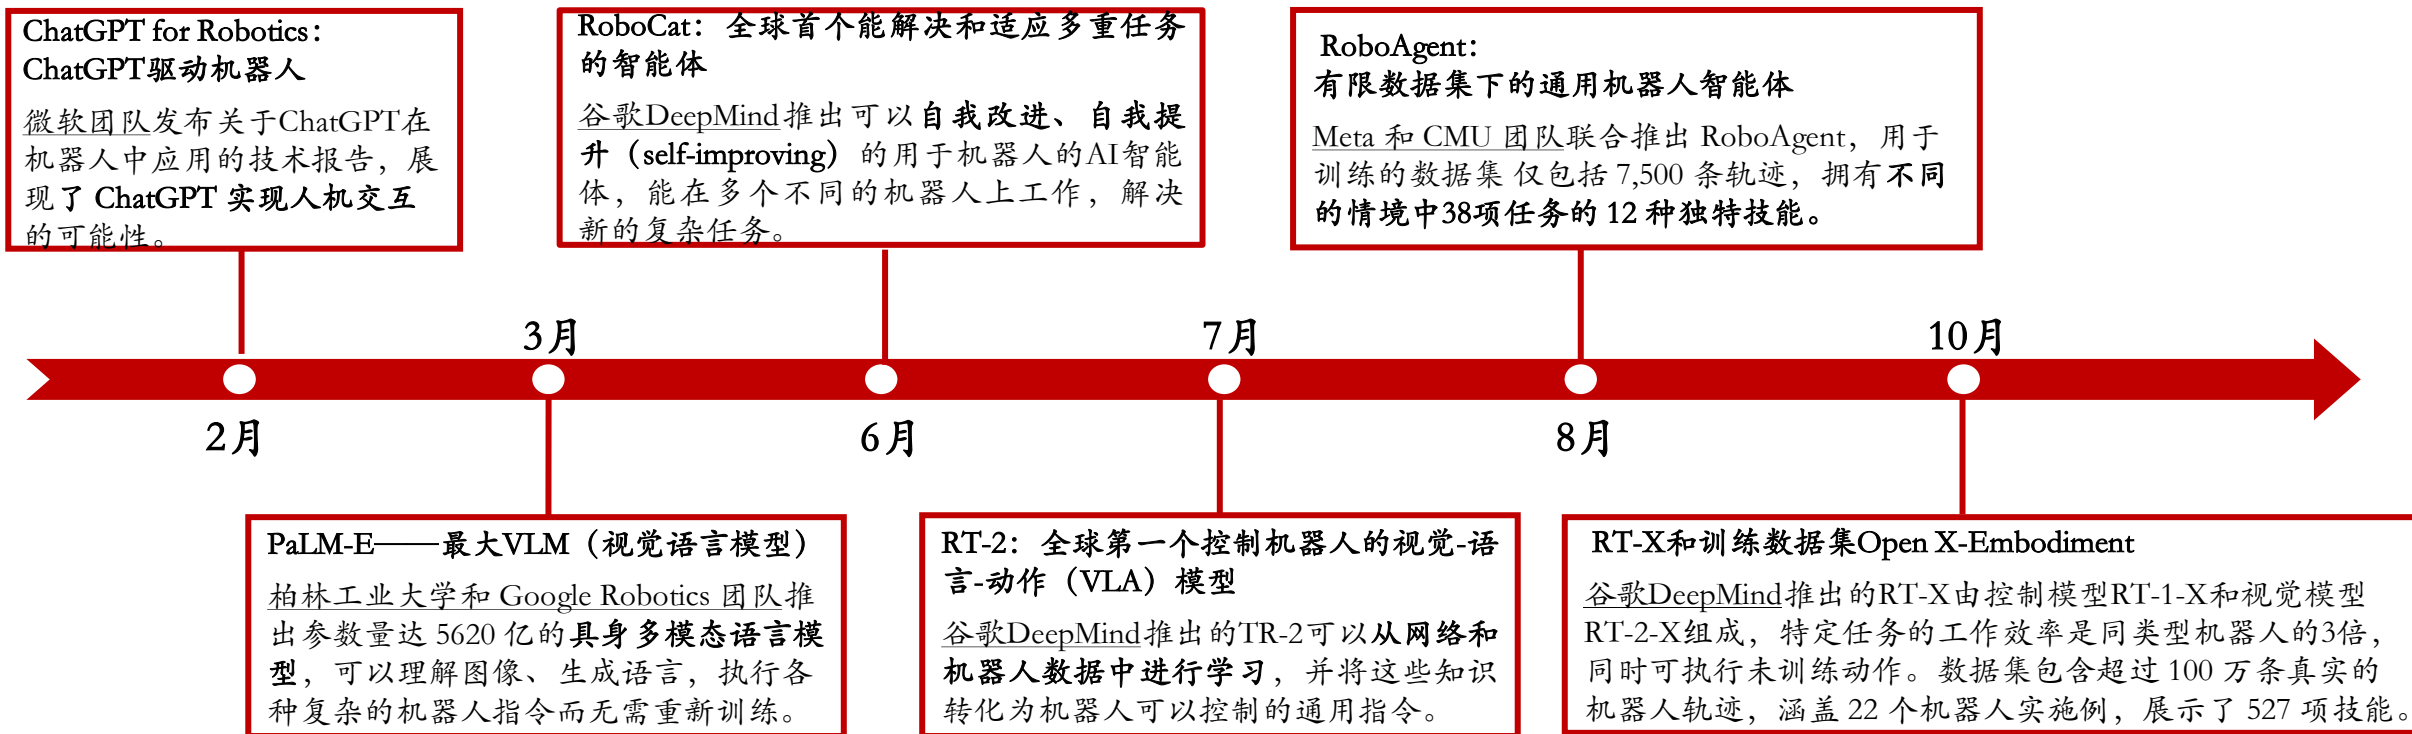 ChatGPT for Robotics：
ChatGPT驱动机器人
微软团队发布关于ChatGPT在
机器人中应用的技术报告，展
现了 ChatGPT 实现人机交互
的可能性。
RoboCat：全球首个能解决和适应多重任务
的智能体
谷歌DeepMind推出可以自我改进、自我提
升（self-improving）的用于机器人的AI智能
体，能在多个不同的机器人上工作，解决
新的复杂任务。
RoboAgent：
有限数据集下的通用机器人智能体
Meta 和 CMU 团队联合推出 RoboAgent，用于
训练的数据集 仅包括 7,500 条轨迹，拥有不同
的情境中38项任务的 12 种独特技能。
3月
7月
10月
2月
6月
8月
PaLM-E——最大VLM（视觉语言模型）
柏林工业大学和 Google Robotics 团队推
出参数量达 5620 亿的具身多模态语言模
型，可以理解图像、生成语言，执行各
种复杂的机器人指令而无需重新训练。
RT-2：全球第一个控制机器人的视觉-语
言-动作（VLA）模型
谷歌DeepMind推出的TR-2可以从网络和
机器人数据中进行学习，并将这些知识
转化为机器人可以控制的通用指令。
RT-X和训练数据集Open X-Embodiment
谷歌DeepMind推出的RT-X由控制模型RT-1-X和视觉模型
RT-2-X组成，特定任务的工作效率是同类型机器人的3倍，
同时可执行未训练动作。数据集包含超过 100 万条真实的
机器人轨迹，涵盖 22 个机器人实施例，展示了 527 项技能。